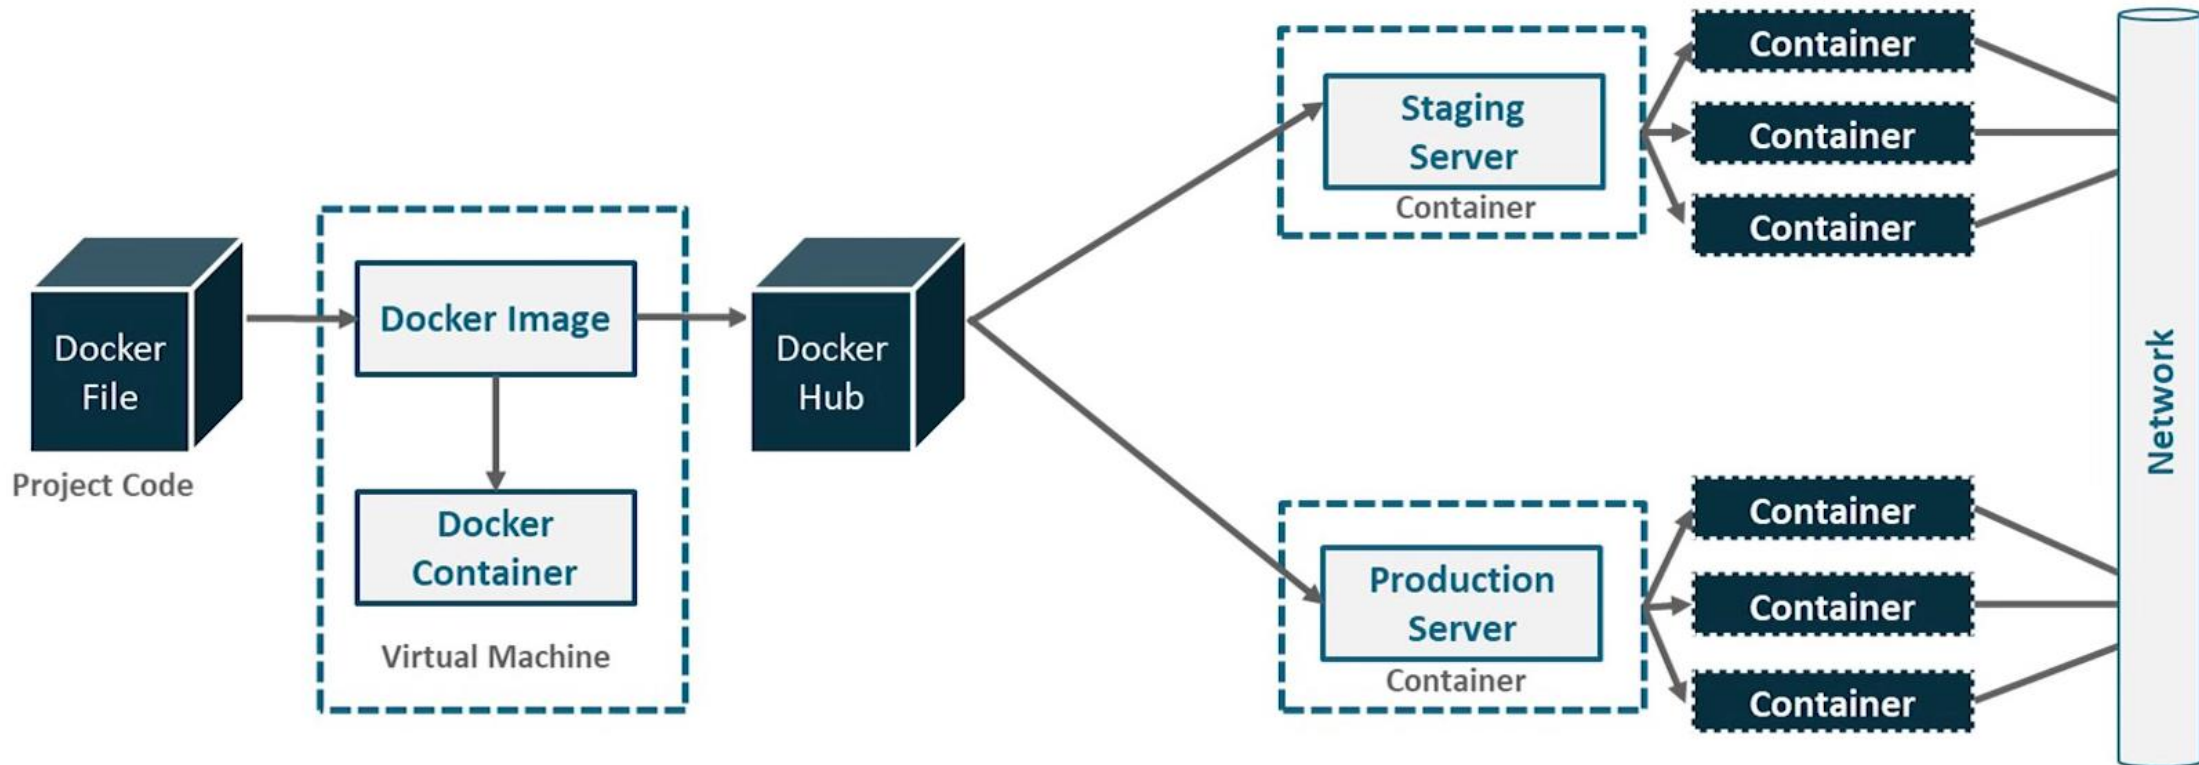 Docker
File
Project Code
Docker Image
Docker
Container
Virtual Machine
Docker
Hub
Staging
Server
Container
Container
Container
Container
Production
Server
Container
Container
Container
Container
Network